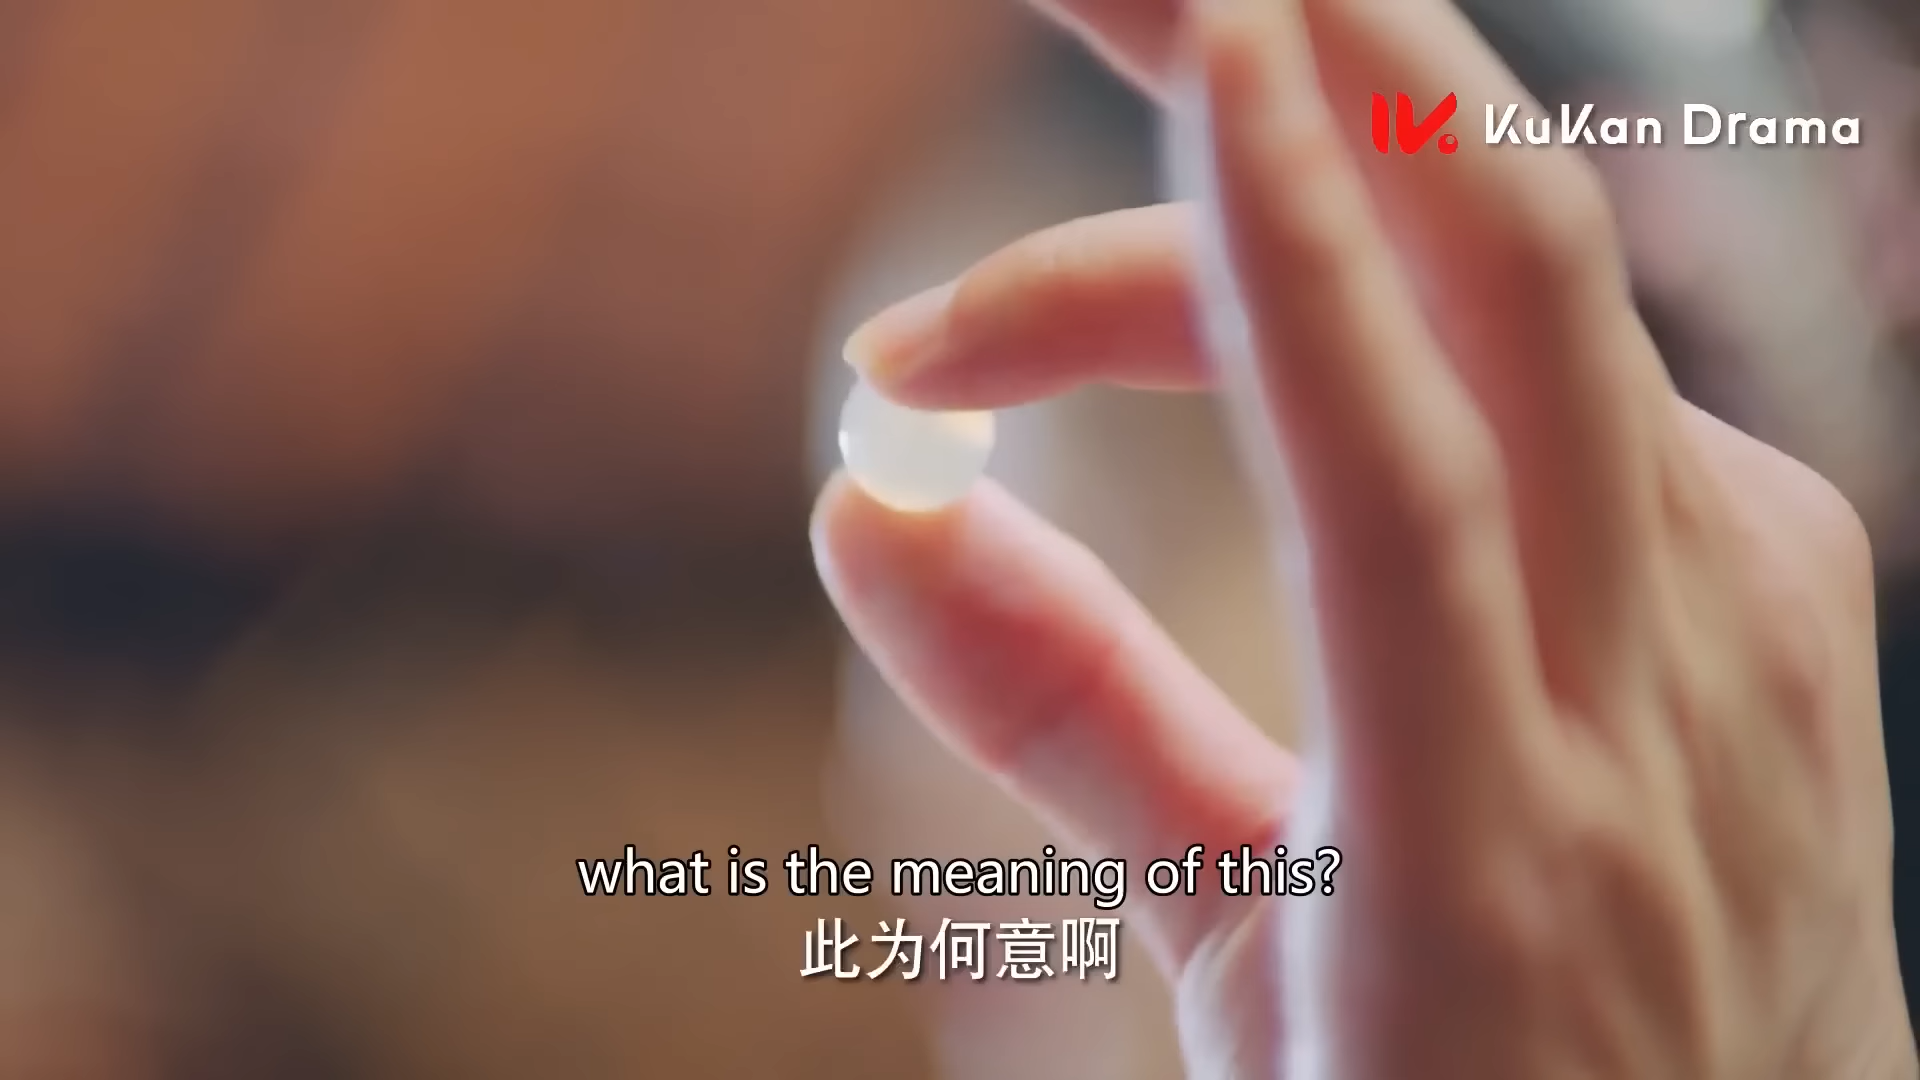 KuKan Drama
what is the meaning of this?
此为何意啊